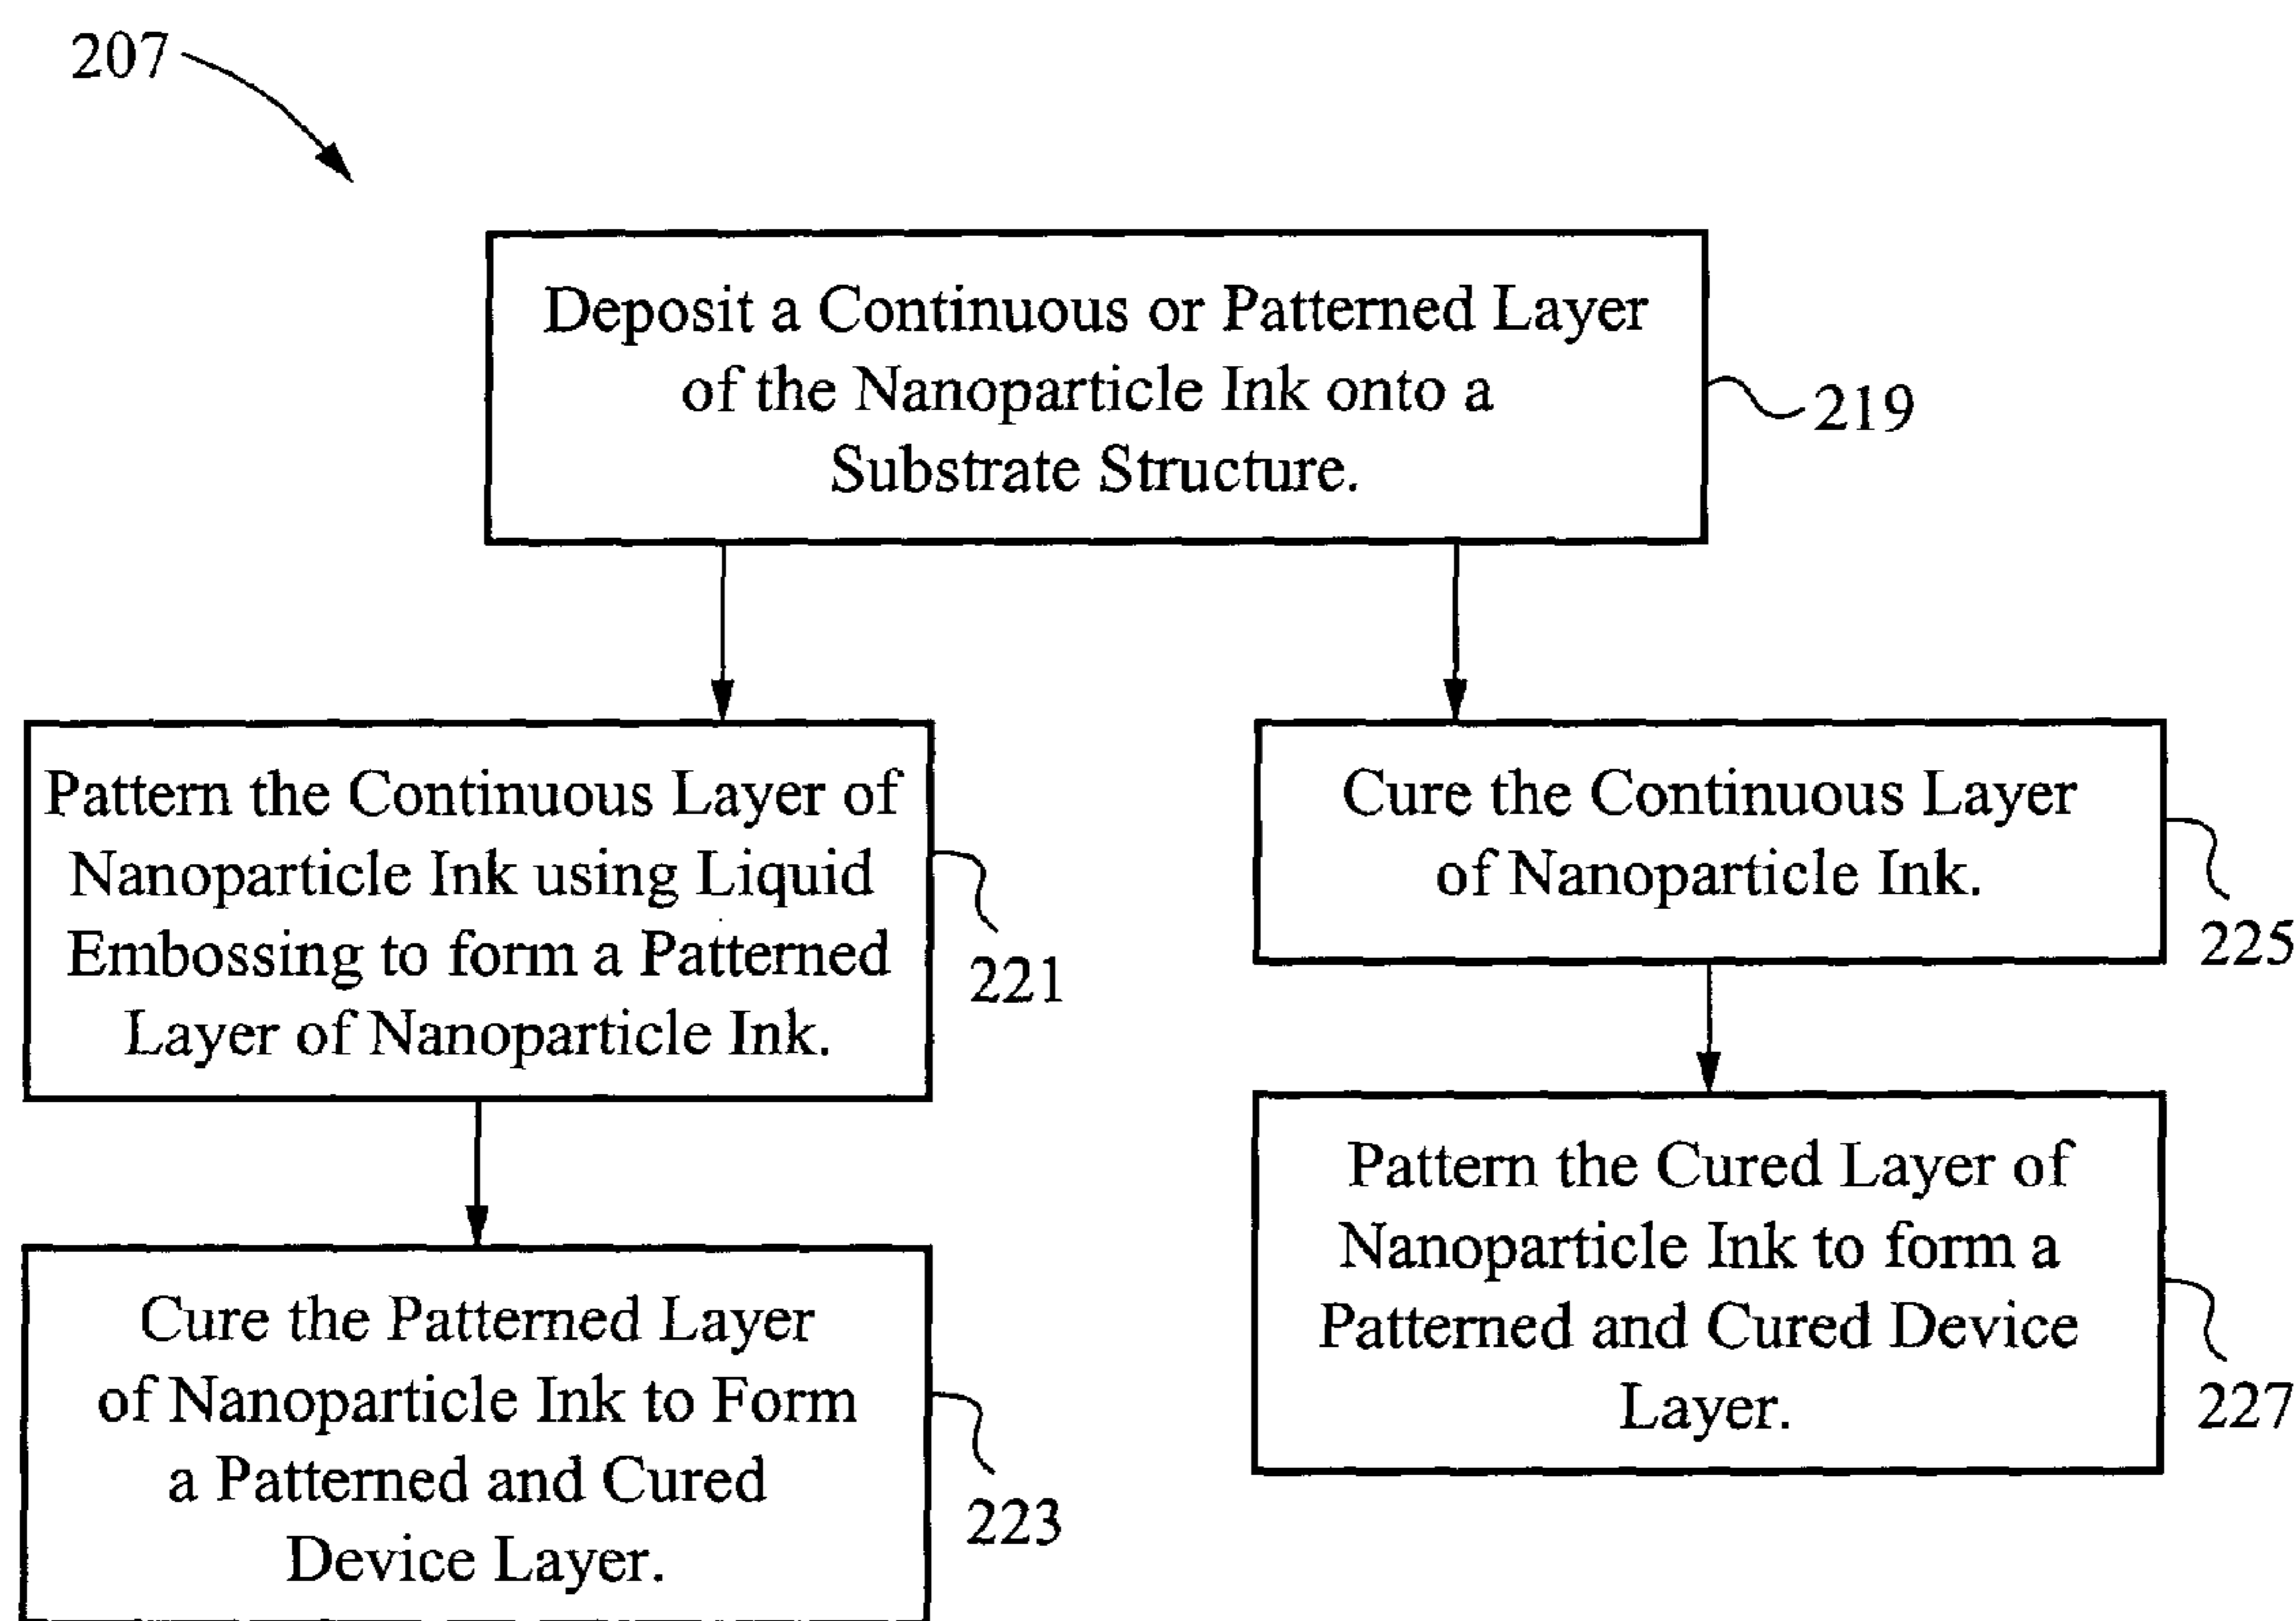 207
Deposit a Continuous or Patterned Layer
of the Nanoparticle Ink onto a
Substrate Structure.
219
Pattern the Continuous Layer of
Nanoparticle Ink using Liquid
Embossing to form a Patterned
Layer of Nanoparticle Ink.
221
Cure the Patterned Layer
of Nanoparticle Ink to Form
a Patterned and Cured
Device Layer.
223
Cure the Continuous Layer
of Nanoparticle Ink.
225
Pattern the Cured Layer of
Nanoparticle Ink to form a
Patterned and Cured Device
Layer.
227